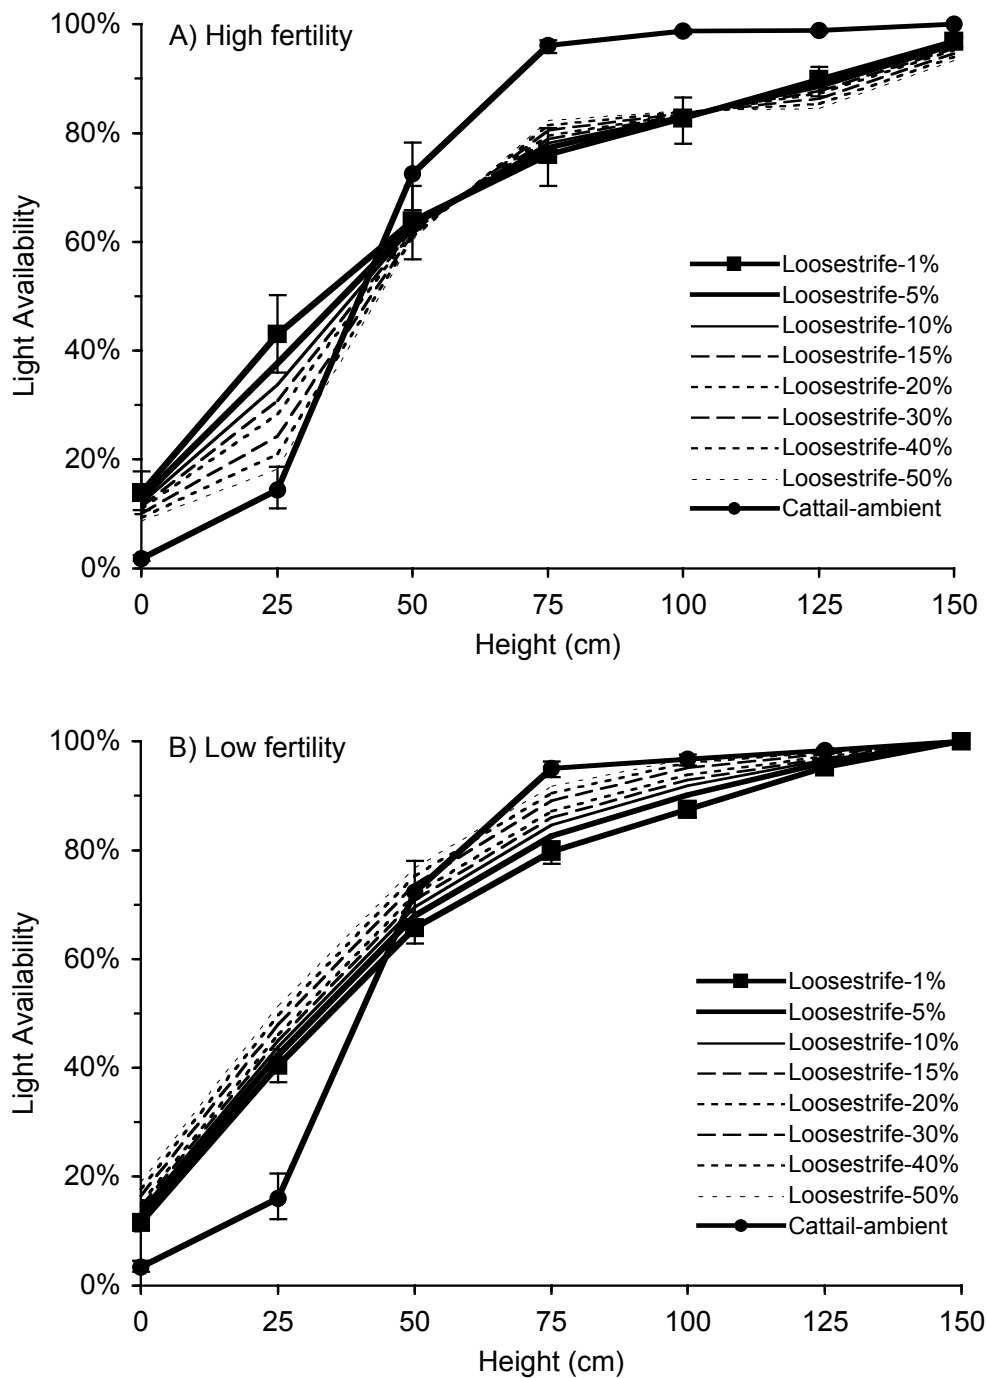 A) High fertility
100%
80%
60%
40%
20%
0%
Light Availability
Loosestrife-1%
Loosestrife-5%
Loosestrife-10%
Loosestrife-15%
Loosestrife-20%
Loosestrife-30%
Loosestrife-40%
Loosestrife-50%
Cattail-ambient
0 25 50 75 100 125 150
Height (cm)
B) Low fertility
100%
80%
60%
40%
20%
0%
Light Availability
Loosestrife-1%
Loosestrife-5%
Loosestrife-10%
Loosestrife-15%
Loosestrife-20%
Loosestrife-30%
Loosestrife-40%
Loosestrife-50%
Cattail-ambient
0 25 50 75 100 125 150
Height (cm)